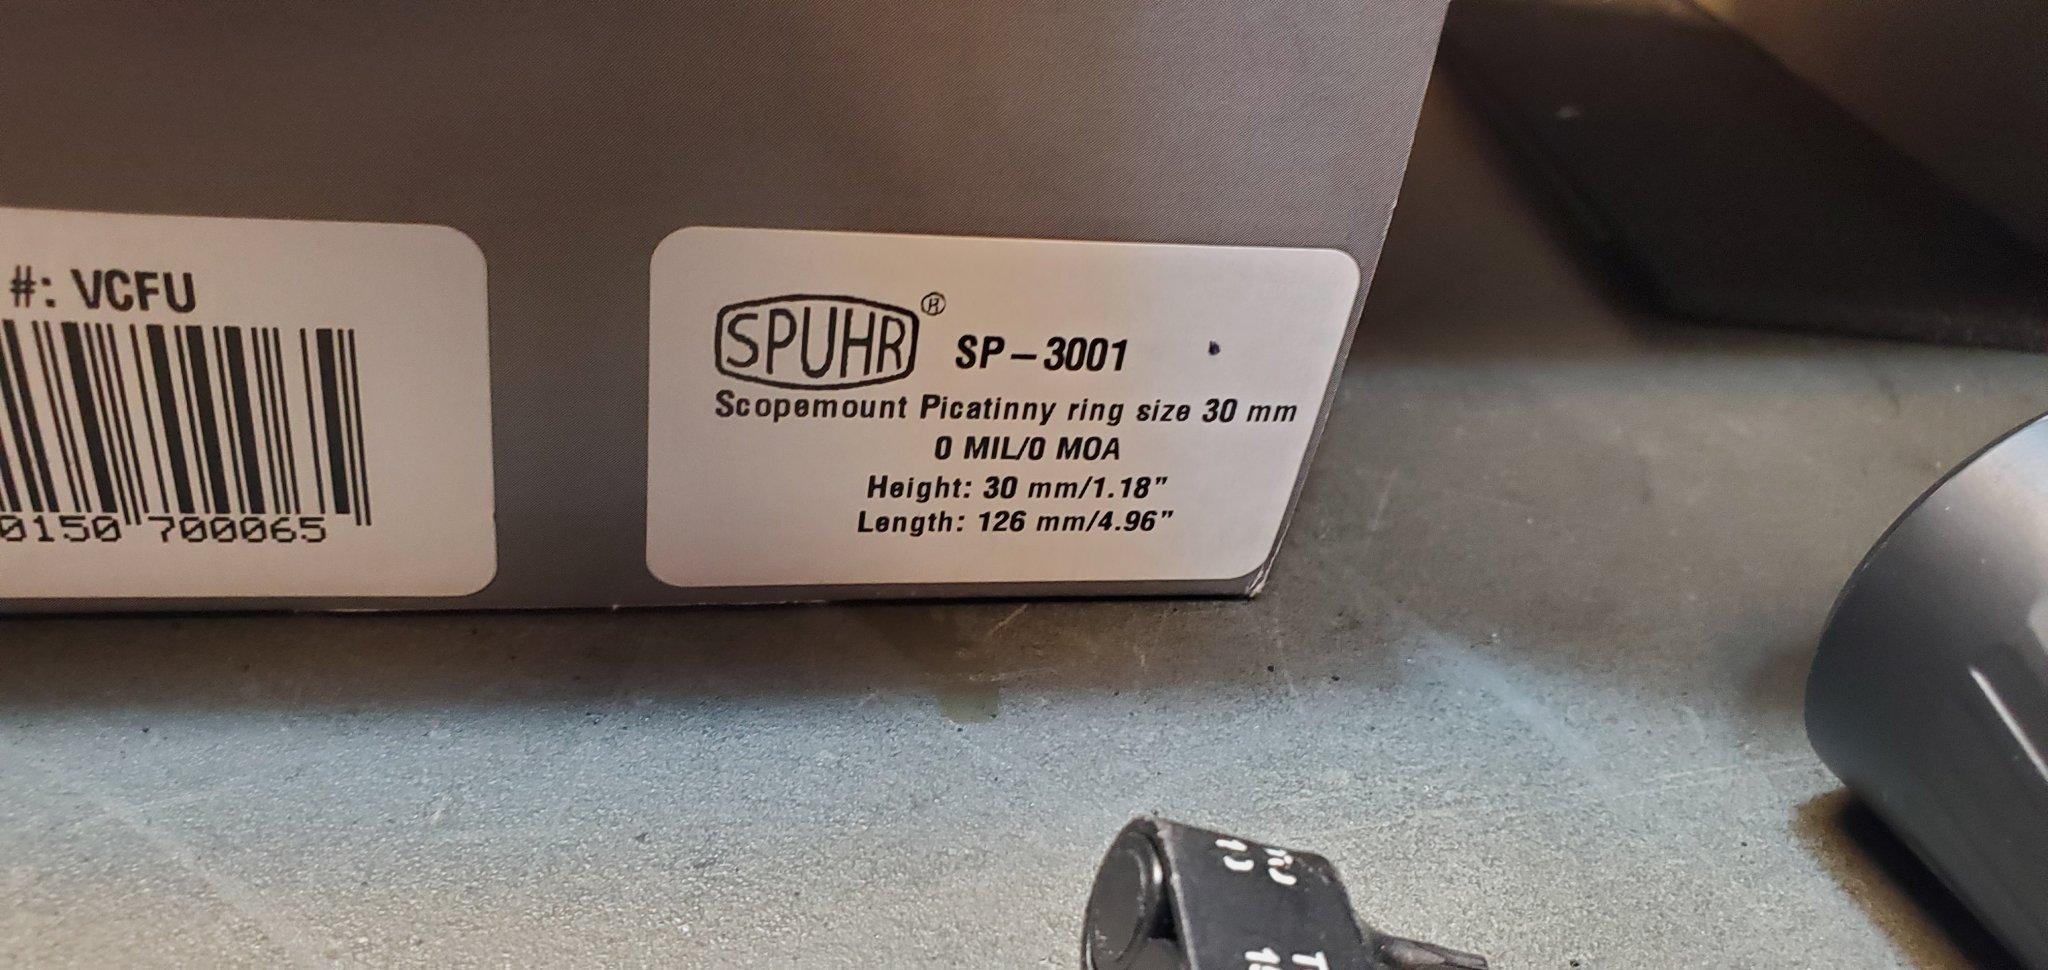 #: VCFU
0150 700065
SPUHR® SP-3001
Scopemount Picatinny ring size 30 mm
0 MIL/0 MOA
Height: 30 mm/1.18”
Length: 126 mm/4.96”